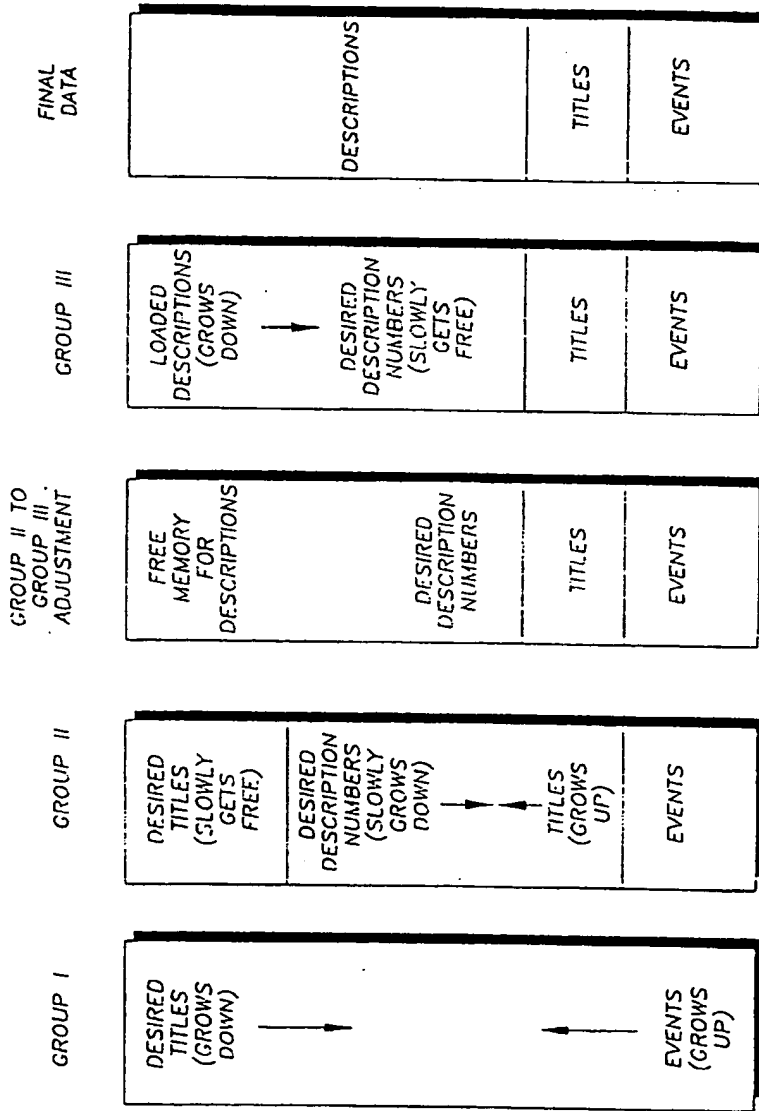 GROUP I
DESIRED
TITLES
(GROWS
DOWN)
EVENTS
(GROWS
UP)
GROUP II
DESIRED
TITLES
(SLOWLY
GETS
FREE)
DESIRED
DESCRIPTION
NUMBERS
(SLOWLY
GROWS
DOWN)
TITLES
(GROWS
UP)
EVENTS
GROUP II TO
GROUP III
ADJUSTMENT
FREE
MEMORY
FOR
DESCRIPTIONS
DESIRED
DESCRIPTION
NUMBERS
TITLES
EVENTS
GROUP III
LOADED
DESCRIPTIONS
(GROWS
DOWN)
DESIRED
DESCRIPTION
NUMBERS
(SLOWLY
GETS
FREE)
TITLES
EVENTS
FINAL
DATA
DESCRIPTIONS
TITLES
EVENTS